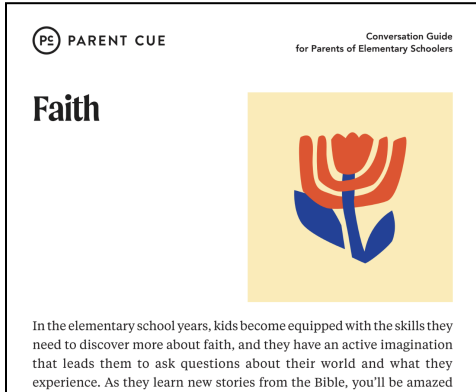 PC PARENT CUE
Conversation Guide
for Parents of Elementary Schoolers
Faith
In the elementary school years, kids become equipped with the skills they
need to discover more about faith, and they have an active imagination
that leads them to ask questions about their world and what they
experience. As they learn new stories from the Bible, you'll be amazed